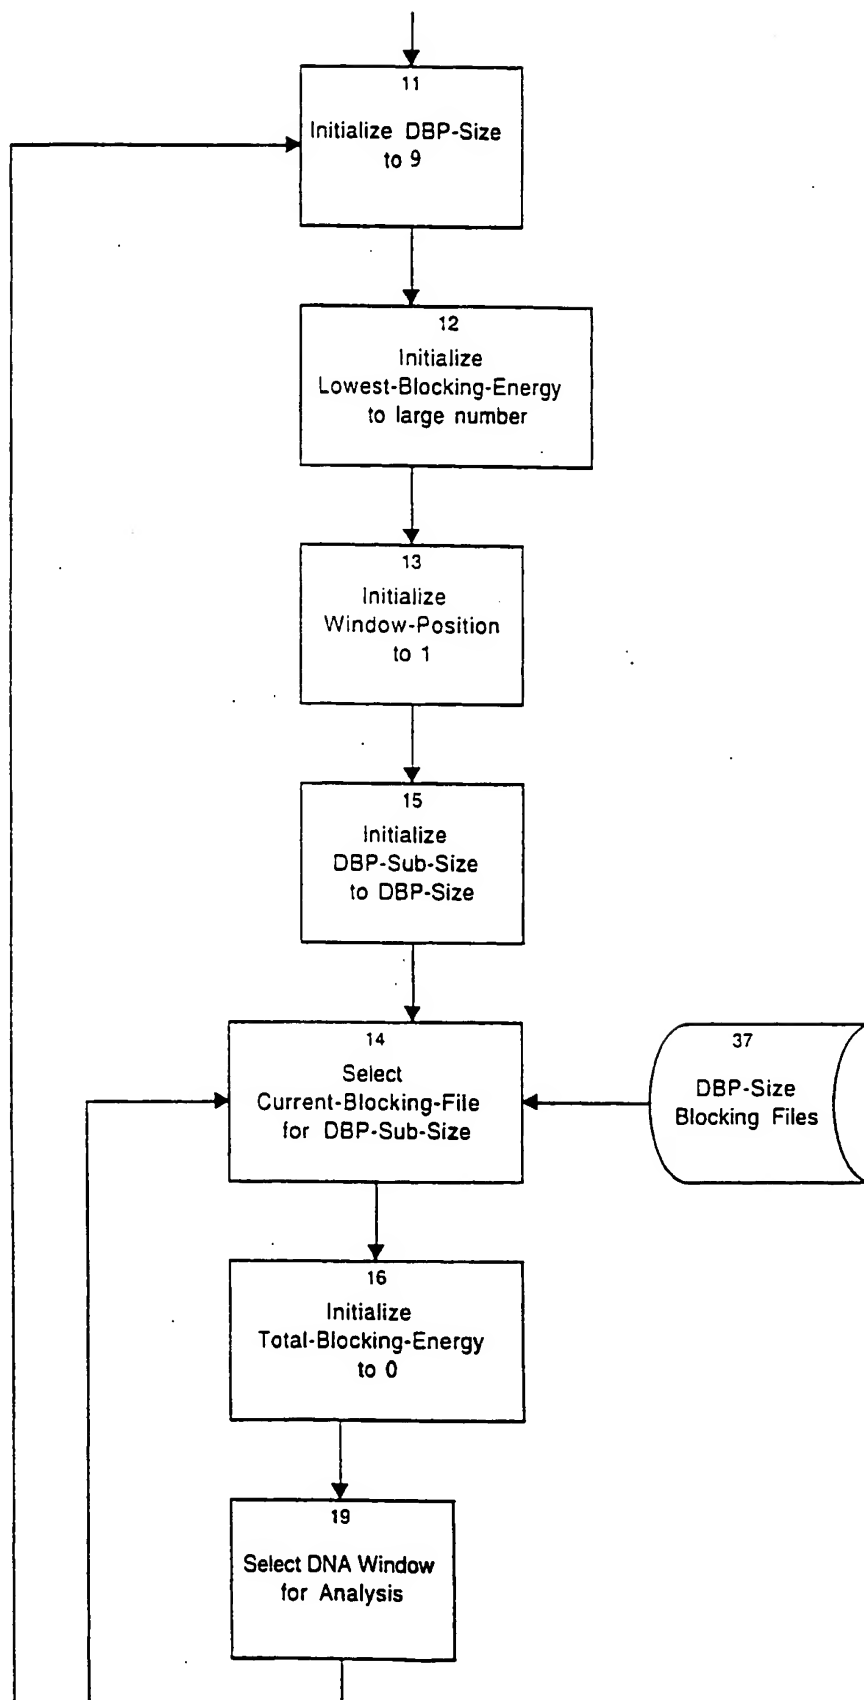 11
Initialize DBP-Size
to 9
12
Initialize
Lowest-Blocking-Energy
to large number
13
Initialize
Window-Position
to 1
15
Initialize
DBP-Sub-Size
to DBP-Size
14
Select
Current-Blocking-File
for DBP-Sub-Size
37
DBP-Size
Blocking Files
16
Initialize
Total-Blocking-Energy
to 0
19
Select DNA Window
for Analysis